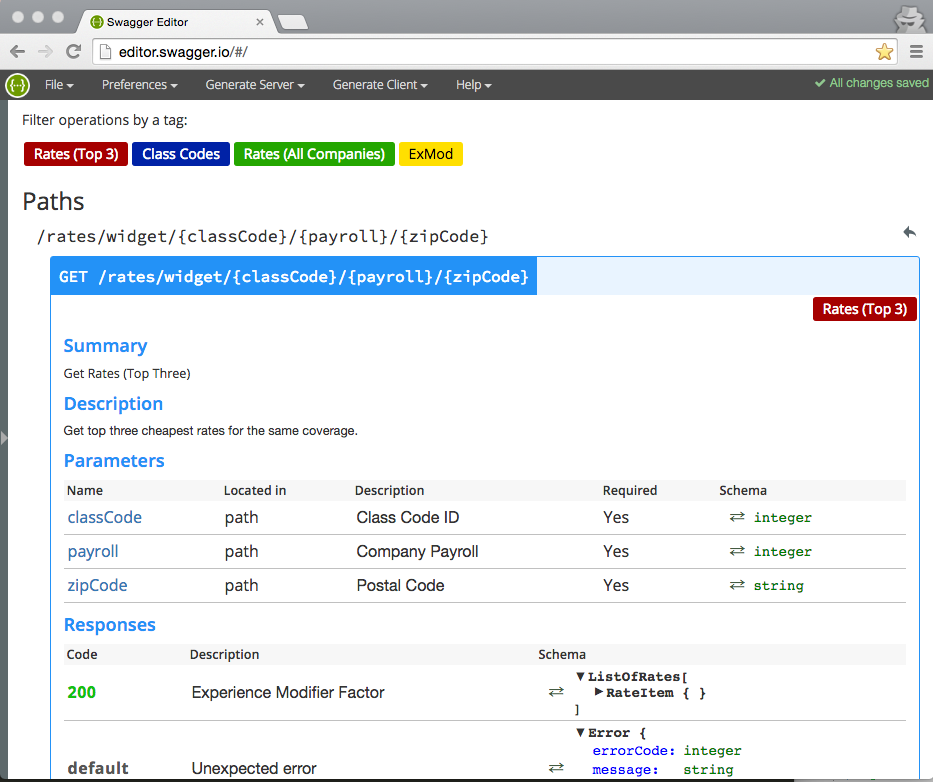 Swagger Editor
editor.swagger.io/#/
{··} File Preferences Generate Server Generate Client Help ✔ All changes saved
Filter operations by a tag:
Rates (Top 3) Class Codes Rates (All Companies) ExMod
Paths
/rates/widget/{classCode}/{payroll}/{zipCode}
GET /rates/widget/{classCode}/{payroll}/{zipCode}
Rates (Top 3)
Summary
Get Rates (Top Three)
Description
Get top three cheapest rates for the same coverage.
Parameters
Name Located in Description Required Schema
classCode path Class Code ID Yes ⇄ integer
payroll path Company Payroll Yes ⇄ integer
zipCode path Postal Code Yes ⇄ string
Responses
Code Description Schema
200 Experience Modifier Factor ⇄ ▼ListOfRates[
▶RateItem { }
]
▼Error {
errorCode: integer
default Unexpected error ⇄ message: string